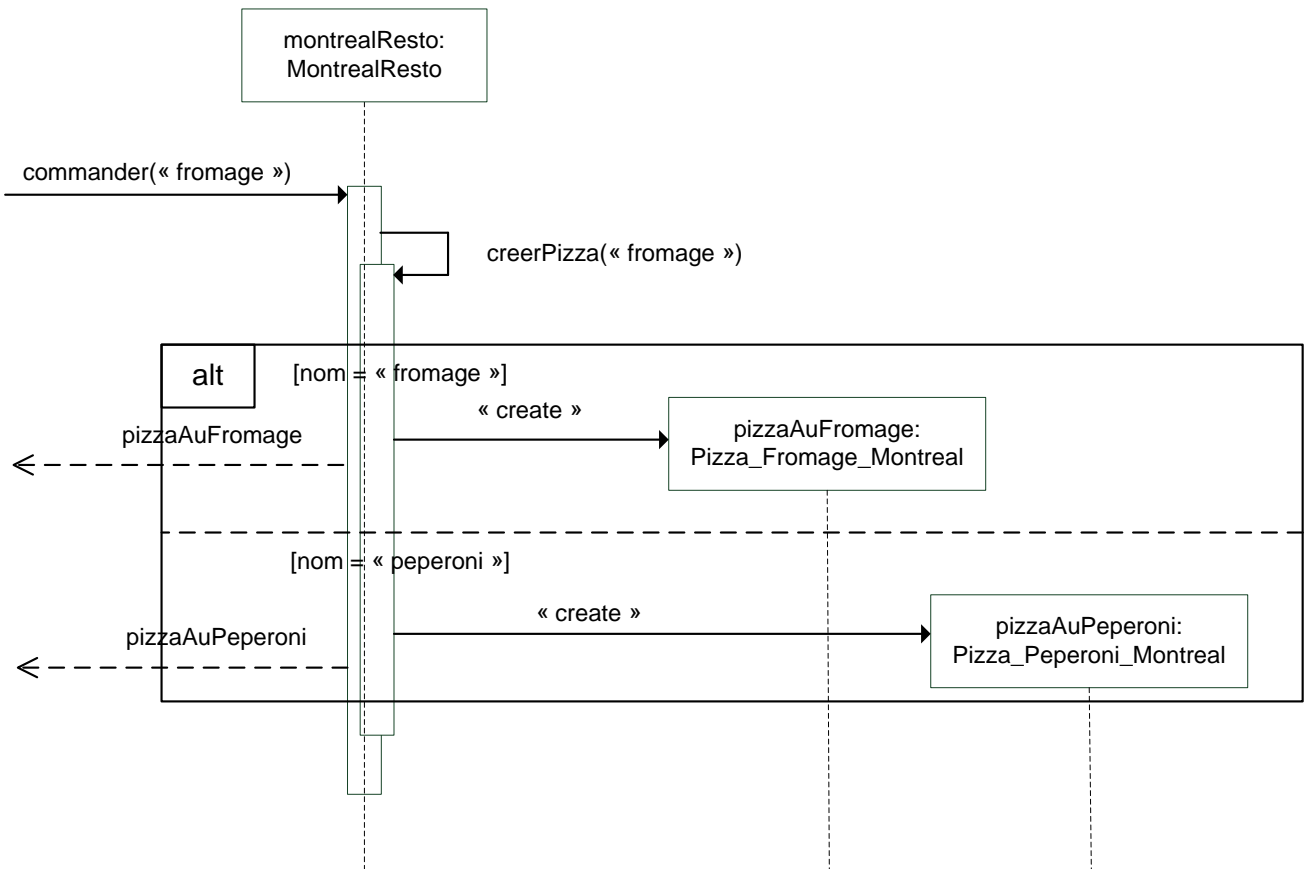 montrealResto:
MontrealResto
commander(« fromage »)
creerPizza(« fromage »)
alt
[nom = « fromage »]
« create »
pizzaAuFromage:
Pizza_Fromage_Montreal
pizzaAuFromage
[nom = « peperoni »]
« create »
pizzaAuPeperoni:
Pizza_Peperoni_Montreal
pizzaAuPeperoni